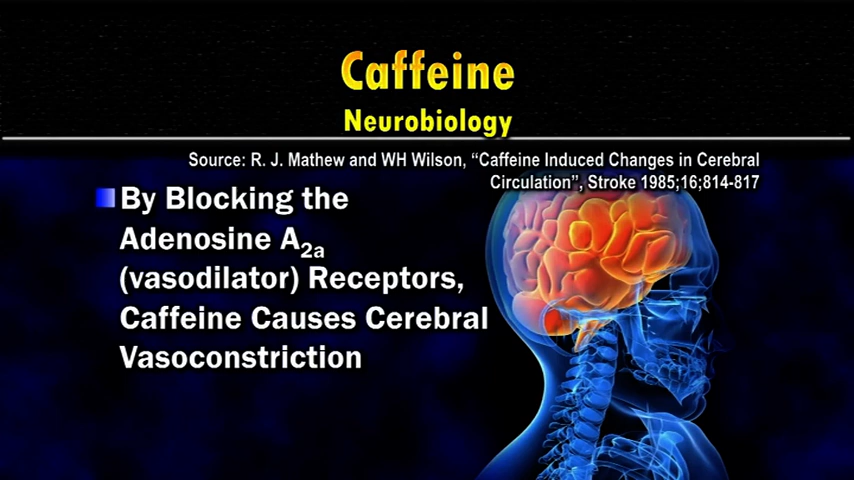 Caffeine
Neurobiology
Source: R. J. Mathew and WH Wilson, “Caffeine Induced Changes in Cerebral
Circulation”, Stroke 1985;16;814-817
By Blocking the
Adenosine A2a
(vasodilator) Receptors,
Caffeine Causes Cerebral
Vasoconstriction